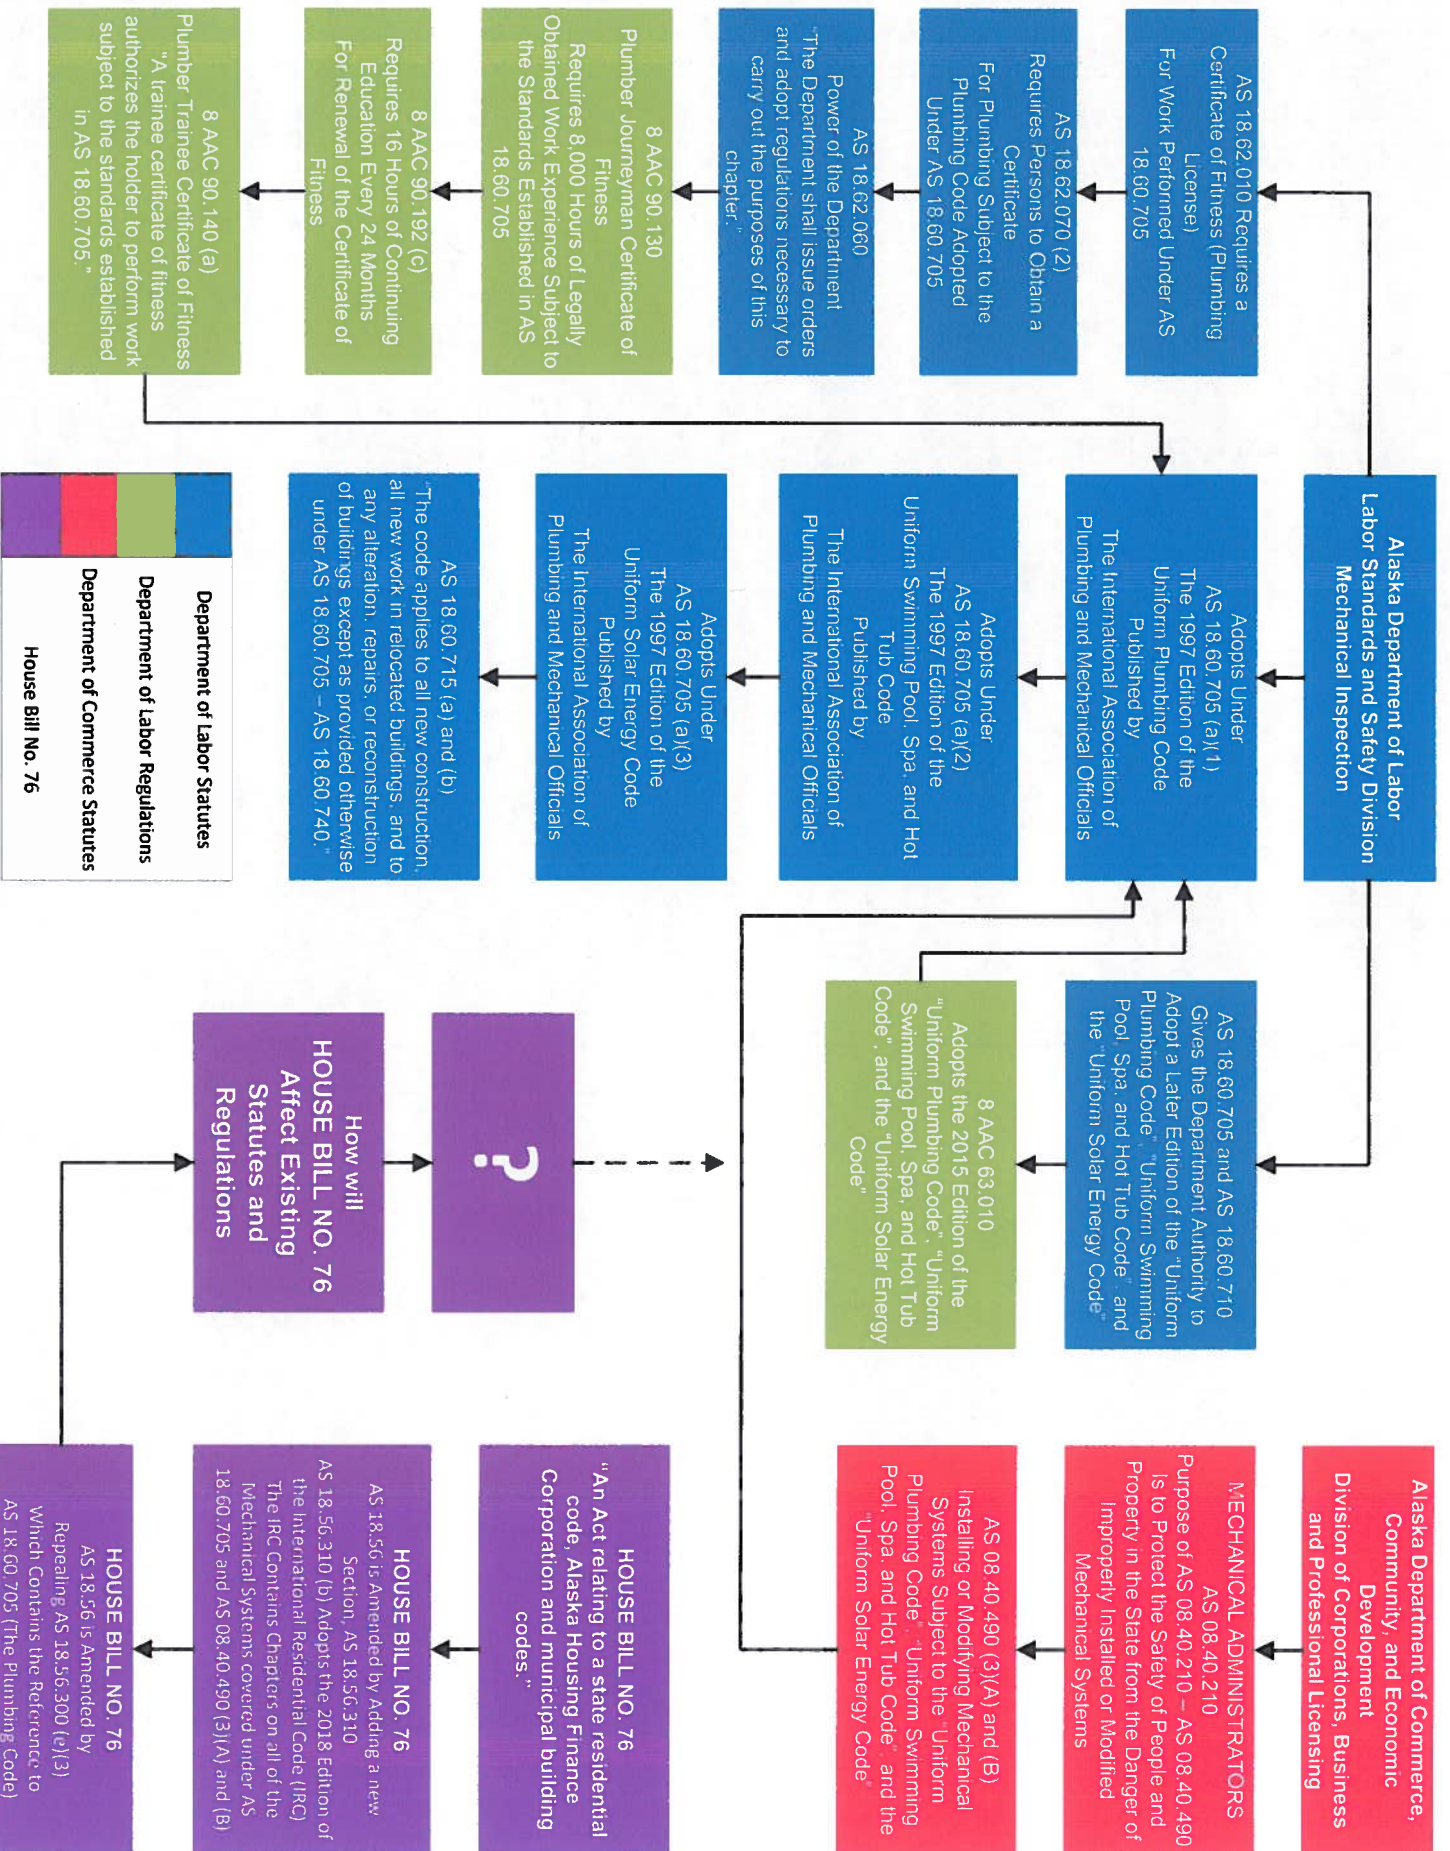 Alaska Department of Labor
Labor Standards and Safety Division
Mechanical Inspection
AS 18.62.010 Requires a
Certificate of Fitness (Plumbing
License)
For Work Performed Under AS
18.60.705
AS 18.62.070 (2)
Requires Persons to Obtain a
Certificate
For Plumbing Subject to the
Plumbing Code Adopted
Under AS 18.60.705
AS 18.62.060
Power of the Department
"The Department shall issue orders
and adopt regulations necessary to
carry out the purposes of this
chapter."
8 AAC 90.130
Plumber Journeyman Certificate of
Fitness
Requires 8,000 Hours of Legally
Obtained Work Experience Subject to
the Standards Established in AS
18.60.705
8 AAC 90.192 (c)
Requires 16 Hours of Continuing
Education Every 24 Months
For Renewal of the Certificate of
Fitness
8 AAC 90.140 (a)
Plumber Trainee Certificate of Fitness
"A trainee certificate of fitness
authorizes the holder to perform work
subject to the standards established
in AS 18.60.705."
Adopts Under
AS 18.60.705 (a)(1)
The 1997 Edition of the
Uniform Plumbing Code
Published by
The International Association of
Plumbing and Mechanical Officials
Adopts Under
AS 18.60.705 (a)(2)
The 1997 Edition of the
Uniform Swimming Pool, Spa, and Hot
Tub Code
Published by
The International Association of
Plumbing and Mechanical Officials
Adopts Under
AS 18.60.705 (a)(3)
The 1997 Edition of the
Uniform Solar Energy Code
Published by
The International Association of
Plumbing and Mechanical Officials
AS 18.60.715 (a) and (b)
"The code applies to all new construction,
all new work in relocated buildings, and to
any alteration, repairs, or reconstruction
of buildings except as provided otherwise
under AS 18.60.705 – AS 18.60.740."
Department of Labor Statutes
Department of Labor Regulations
Department of Commerce Statutes
House Bill No. 76
AS 18.60.705 and AS 18.60.710
Gives the Department Authority to
Adopt a Later Edition of the "Uniform
Plumbing Code", "Uniform Swimming
Pool, Spa, and Hot Tub Code" and
the "Uniform Solar Energy Code"
8 AAC 63.010
Adopts the 2015 Edition of the
"Uniform Plumbing Code", "Uniform
Swimming Pool, Spa, and Hot Tub
Code", and the "Uniform Solar Energy
Code"
?
How will
HOUSE BILL NO. 76
Affect Existing
Statutes and
Regulations
Alaska Department of Commerce,
Community, and Economic
Development
Division of Corporations, Business
and Professional Licensing
MECHANICAL ADMINISTRATORS
AS 08.40.210
Purpose of AS 08.40.210 – AS 08.40.490
is to Protect the Safety of People and
Property in the State from the Danger of
Improperly Installed or Modified
Mechanical Systems
AS 08.40.490 (3)(A) and (B)
Installing or Modifying Mechanical
Systems Subject to the "Uniform
Plumbing Code", "Uniform Swimming
Pool, Spa, and Hot Tub Code", and the
"Uniform Solar Energy Code"
HOUSE BILL NO. 76
"An Act relating to a state residential
code, Alaska Housing Finance
Corporation and municipal building
codes."
HOUSE BILL NO. 76
AS 18.56 is Amended by Adding a new
Section, AS 18.56.310
AS 18.56.310 (b) Adopts the 2018 Edition of
the International Residential Code (IRC)
The IRC Contains Chapters on all of the
Mechanical Systems covered under AS
18.60.705 and AS 08.40.490 (3)(A) and (B)
HOUSE BILL NO. 76
AS 18.56 is Amended by
Repealing AS 18.56.300 (e)(3)
Which Contains the Reference to
AS 18.60.705 (The Plumbing Code)